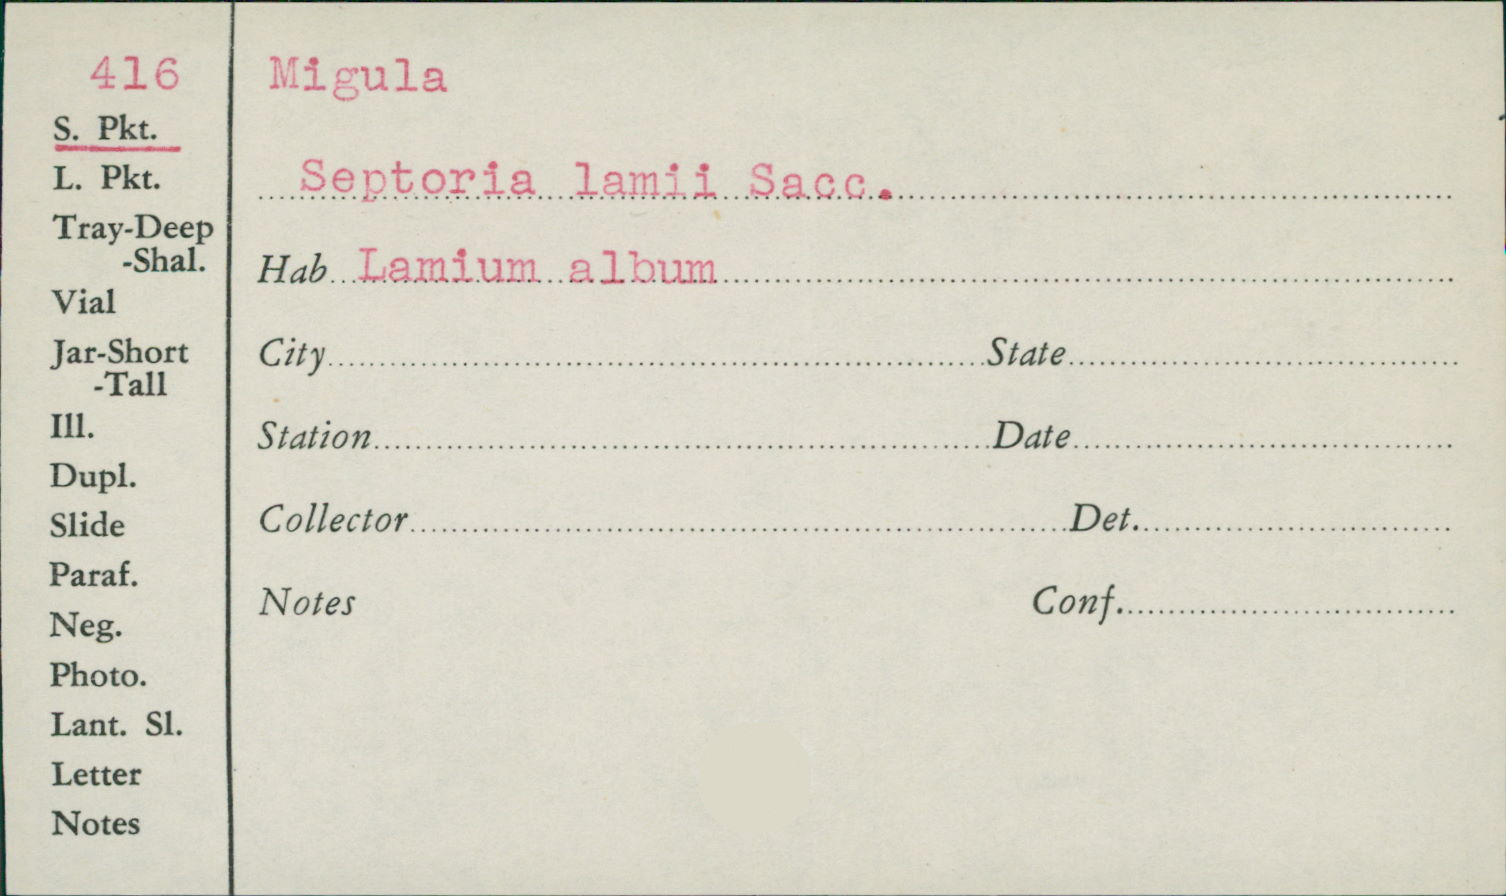 416
S. Pkt.
L. Pkt.
Tray-Deep
-Shal.
Vial
Jar-Short
-Tall
Ill.
Dupl.
Slide
Paraf.
Neg.
Photo.
Lant. Sl.
Letter
Notes
Migula
Septoria lamii Sacc.
Hab Lamium album
City State
Station Date
Collector Det.
Notes Conf.